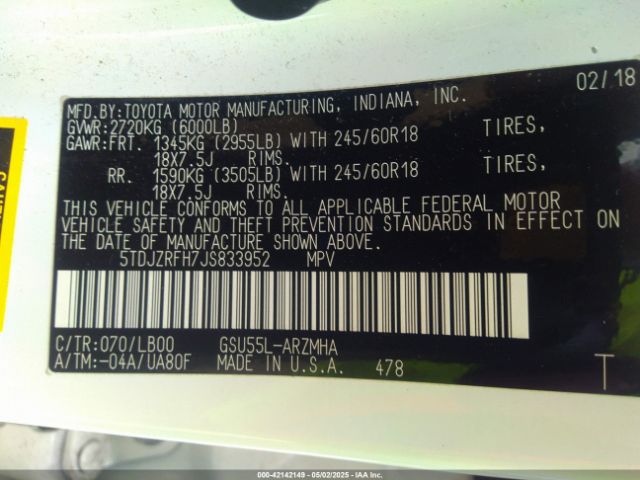 02/18
MFD.BY:TOYOTA MOTOR MANUFACTURING, INDIANA, INC.
GVWR:2720KG (6000LB)
GAWR:FRT. 1345KG (2955LB) WITH 245/60R18 TIRES,
18X7.5J RIMS.
RR. 1590KG (3505LB) WITH 245/60R18 TIRES,
18X7.5J RIMS.
THIS VEHICLE CONFORMS TO ALL APPLICABLE FEDERAL MOTOR
VEHICLE SAFETY AND THEFT PREVENTION STANDARDS IN EFFECT ON
THE DATE OF MANUFACTURE SHOWN ABOVE.
5TDJZRFH7JS833952 MPV
C/TR:070/LB00 GSU55L-ARZMHA
A/TM:-04A/UA80F MADE IN U.S.A. 478
T
000-42142149 - 05/02/2025 - IAA Inc.